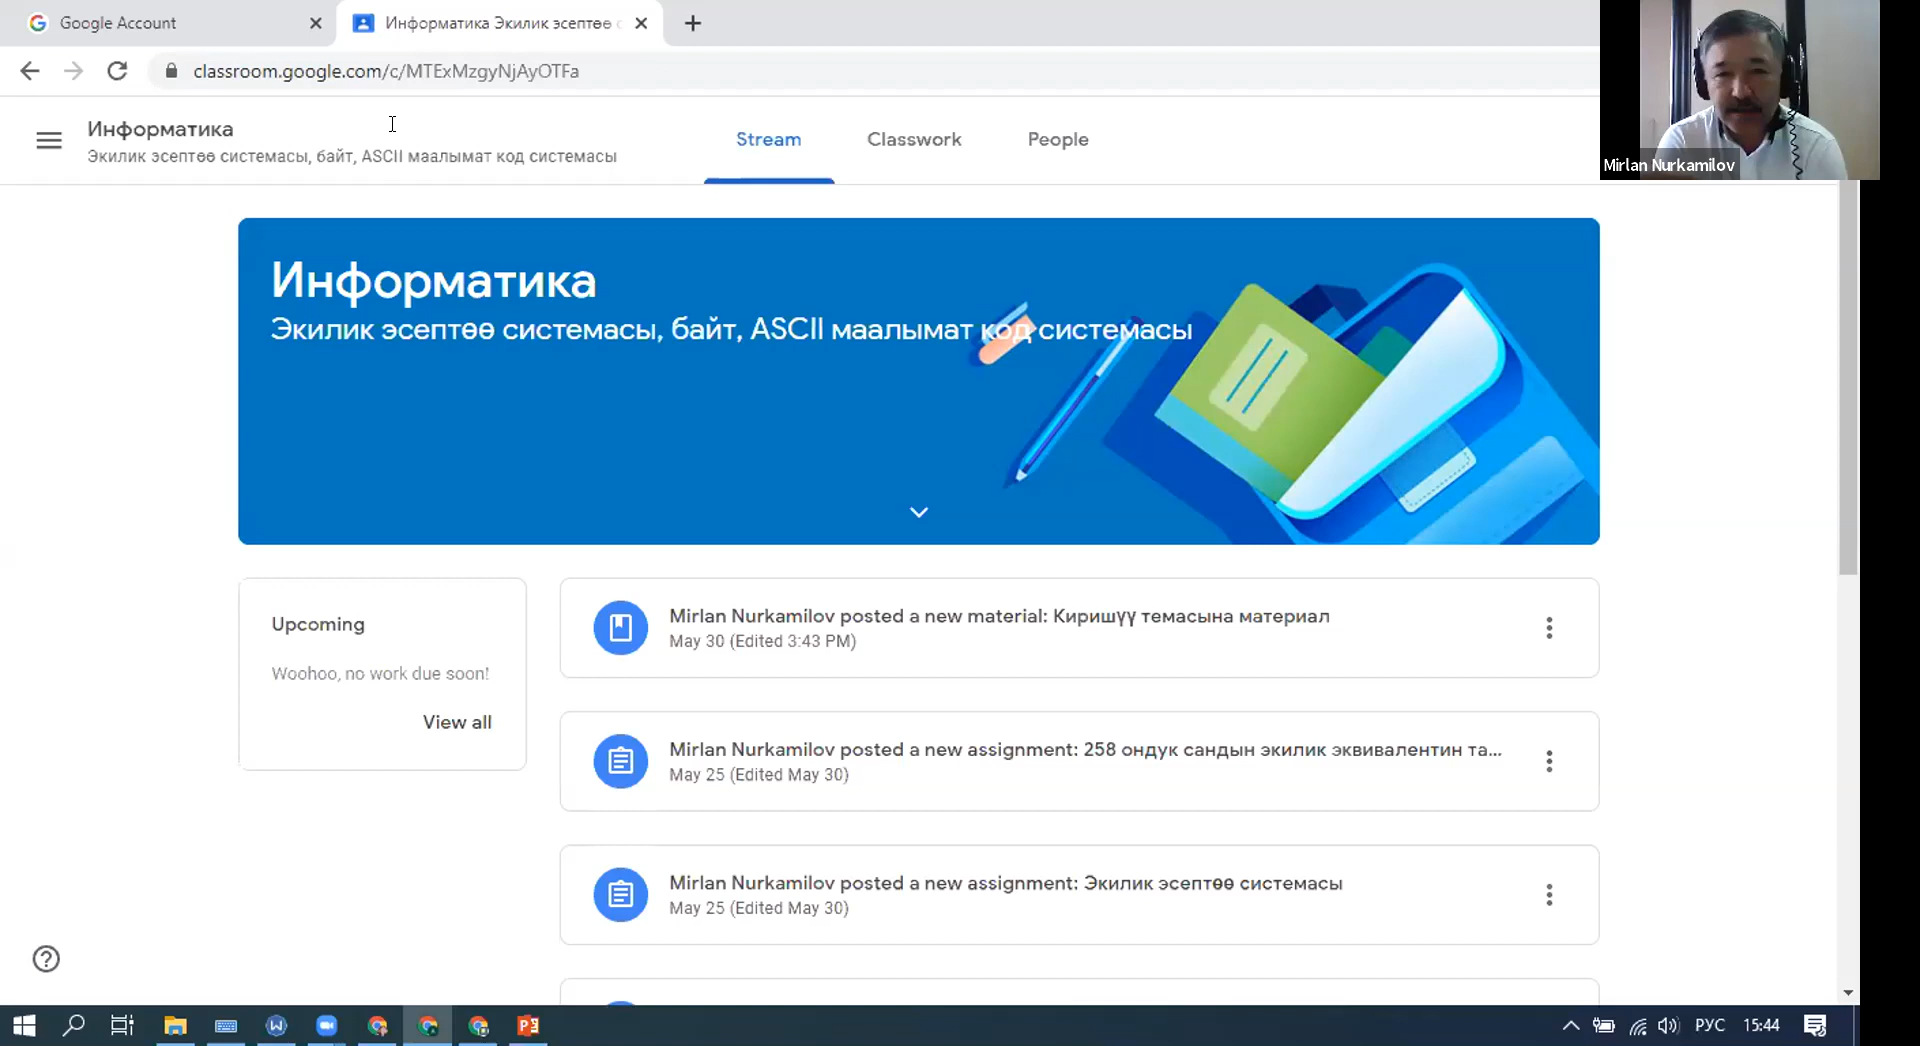 Google Account
Информатика Экилик эсептөө
classroom.google.com/c/MTExMzgyNjAyOTFa
Информатика
Экилик эсептөө системасы, байт, ASCII маалымат код системасы
Stream
Classwork
People
Mirlan Nurkamilov
Информатика
Экилик эсептөө системасы, байт, ASCII маалымат код системасы
Upcoming
Woohoo, no work due soon!
View all
Mirlan Nurkamilov posted a new material: Киришүү темасына материал
May 30 (Edited 3:43 PM)
Mirlan Nurkamilov posted a new assignment: 258 ондук сандын экилик эквивалентин та...
May 25 (Edited May 30)
Mirlan Nurkamilov posted a new assignment: Экилик эсептөө системасы
May 25 (Edited May 30)
РУС
15:44